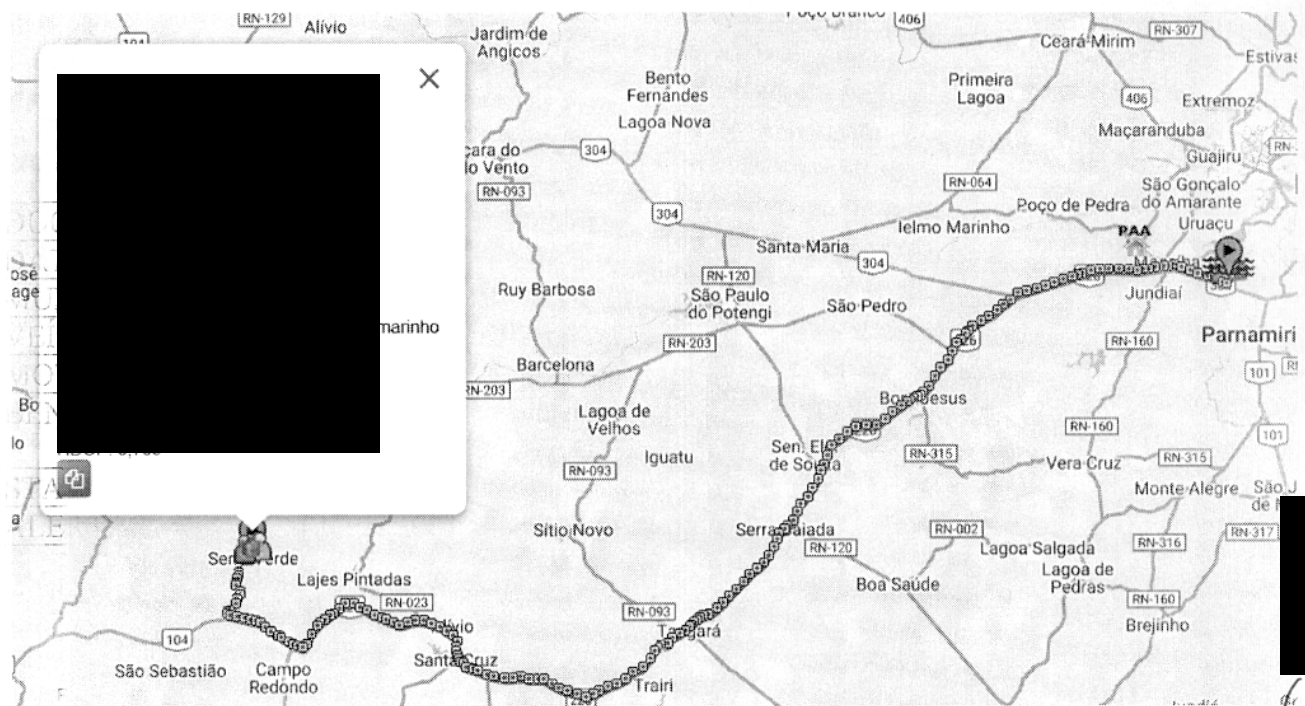 RN-129
Alívio
104
Jardim de
Angicos
406
Ceará-Mirim
RN-307
Estivas
Bento
Fernandes
Lagoa Nova
Primeira
Lagoa
406
Extremoz
Maçaranduba
304
Guajiru
RN-093
RN-064
São Gonçalo
do Amarante
Poço de Pedra
Uruaçu
304
Ielmo Marinho
PAA
Santa Maria
304
RN-120
Jundiaí
Ruy Barbosa
São Paulo
do Potengi
São Pedro
marinho
RN-203
RN-160
Parnamiri
Barcelona
101
RN-203
Bo
Lagoa de
Velhos
RN-160
101
Iguatu
RN-093
RN-315
Vera Cruz
RN-315
Monte Alegre
Sítio Novo
RN-002
RN-120
Lagoa Salgada
RN-316
RN-317
Lajes Pintadas
Boa Saúde
Lagoa de
Pedras
RN-023
RN-093
RN-160
Brejinho
104
São Sebastião
Campo
Redondo
Santa Cruz
Trairi